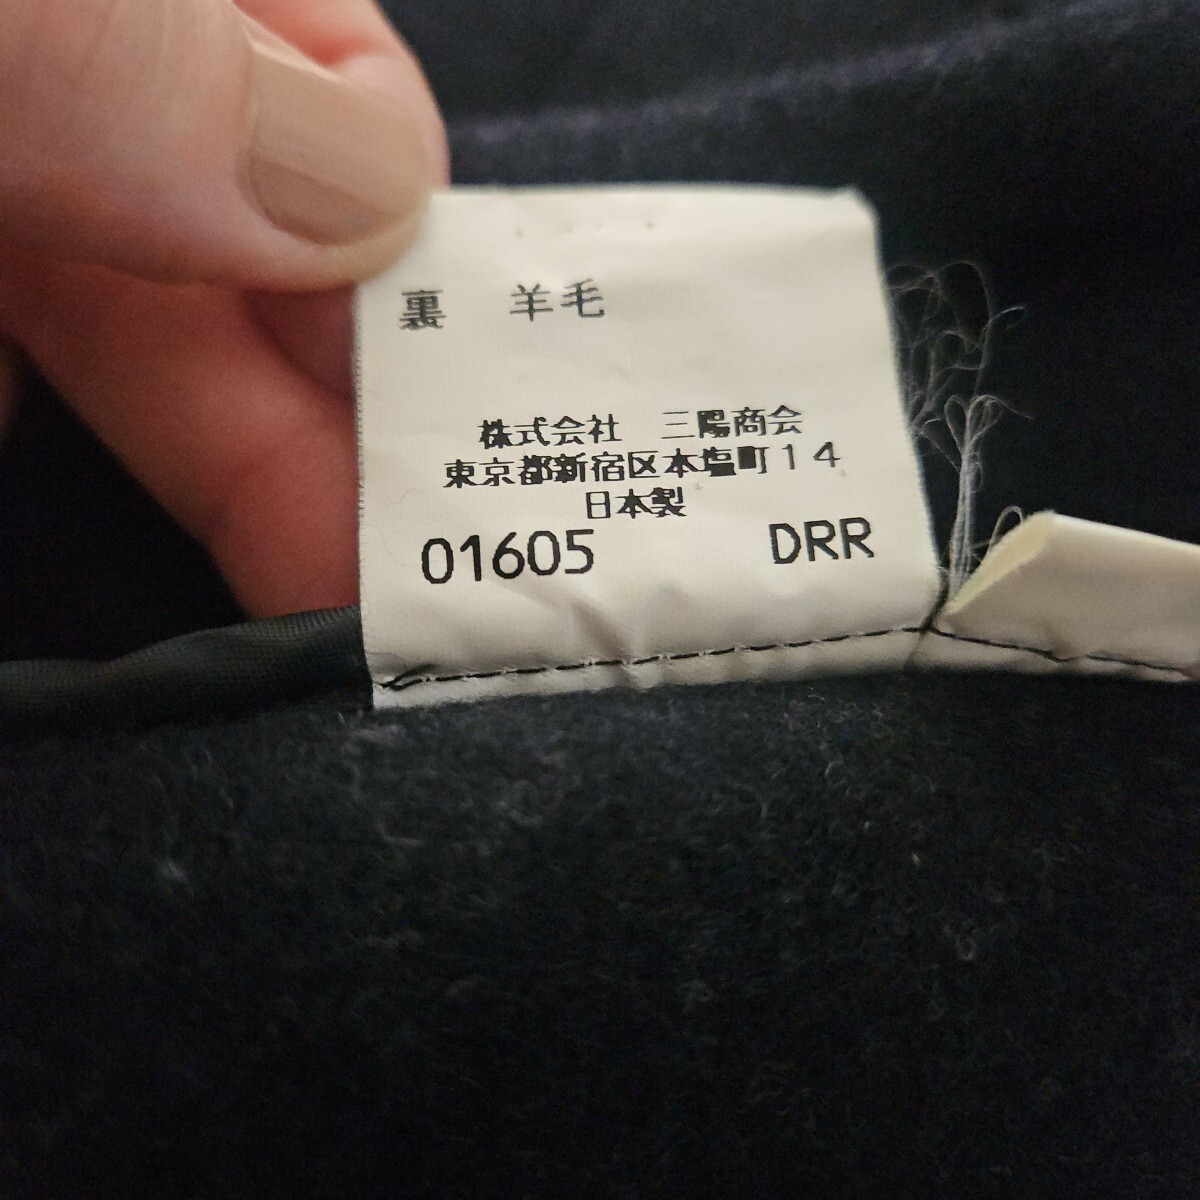 裏　羊毛
株式会社　三陽商会
東京都新宿区本塩町１４
日本製
01605　DRR